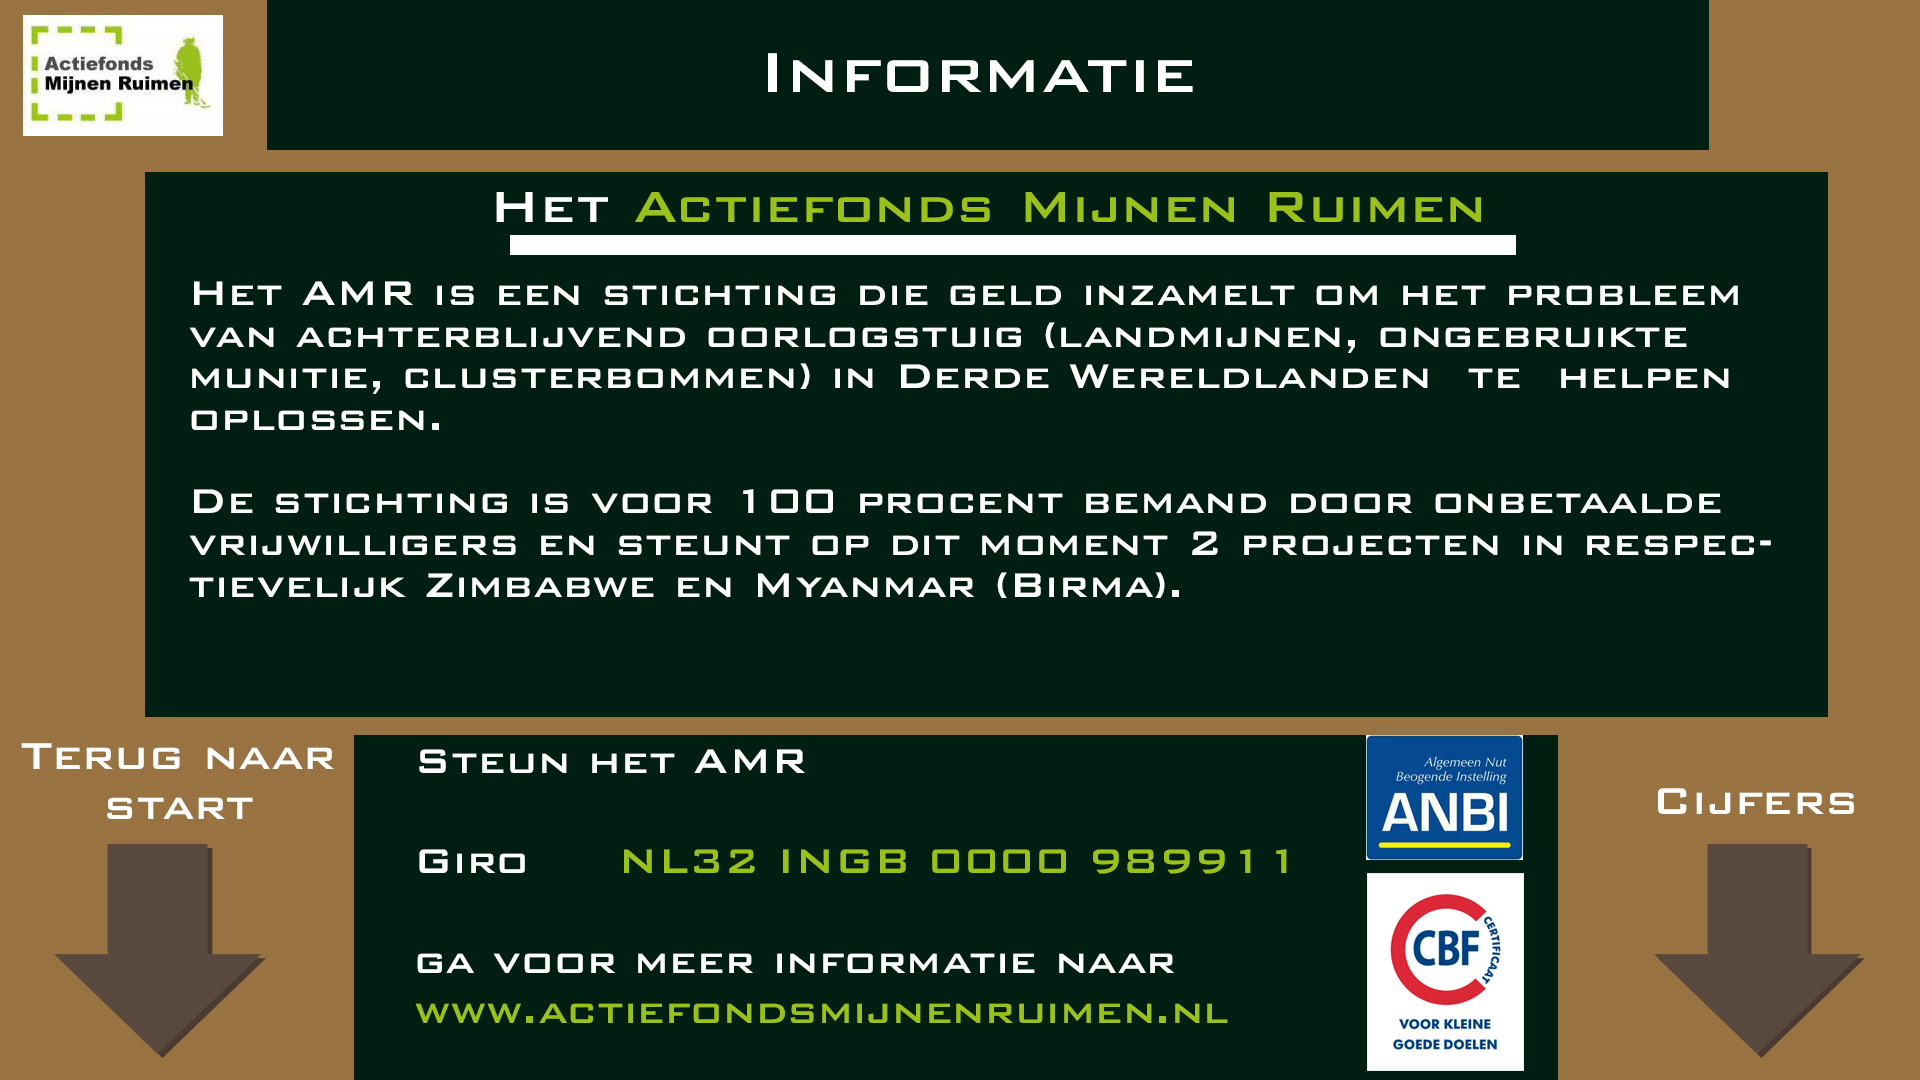 Actiefonds
Mijnen Ruimen
Informatie
Het Actiefonds Mijnen Ruimen
Het AMR is een stichting die geld inzamelt om het probleem
van achterblijvend oorlogstuig (landmijnen, ongebruikte
munitie, clusterbommen) in Derde Wereldlanden te helpen
oplossen.
De stichting is voor 100 procent bemand door onbetaalde
vrijwilligers en steunt op dit moment 2 projecten in respec-
tievelijk Zimbabwe en Myanmar (Birma).
Terug naar
start
Steun het AMR
Giro NL32 INGB 0000 989911
ga voor meer informatie naar
www.actiefondsmijnenruimen.nl
Algemeen Nut
Beogende Instelling
ANBI
CBF
CERTIFICAAT
VOOR KLEINE
GOEDE DOELEN
Cijfers